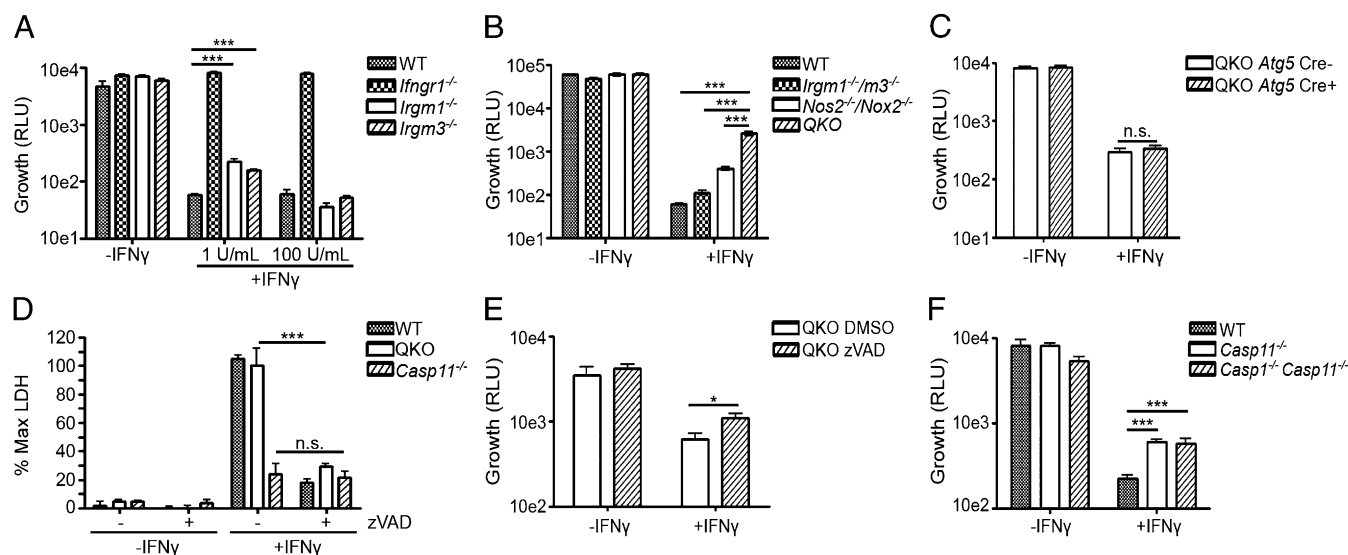 A
Growth (RLU)
10e4
10e3
10e2
10e1
***
***
WT
Ifngr1-/-
Irgm1-/-
Irgm3-/-
-IFNγ
1 U/mL
100 U/mL
+IFNγ
B
Growth (RLU)
10e5
10e4
10e3
10e2
10e1
***
***
***
WT
Irgm1-/-/m3-/-
Nos2-/-/Nox2-/-
QKO
-IFNγ
+IFNγ
C
Growth (RLU)
10e4
10e3
10e2
10e1
n.s.
QKO Atg5 Cre-
QKO Atg5 Cre+
-IFNγ
+IFNγ
D
% Max LDH
120
100
80
60
40
20
0
***
n.s.
WT
QKO
Casp11-/-
- + - + zVAD
-IFNγ
+IFNγ
E
Growth (RLU)
10e4
10e3
10e2
*
QKO DMSO
QKO zVAD
-IFNγ
+IFNγ
F
Growth (RLU)
10e4
10e3
10e2
***
***
WT
Casp11-/-
Casp1-/- Casp11-/-
-IFNγ
+IFNγ